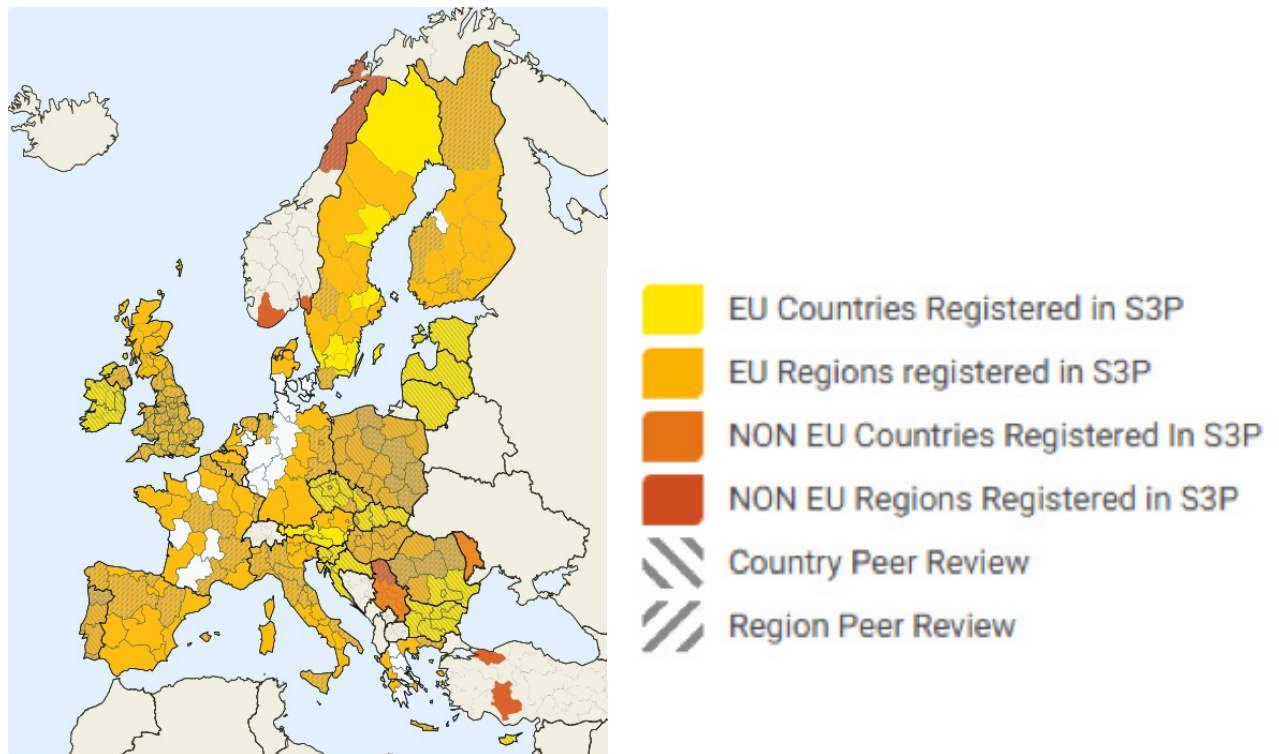 EU Countries Registered in S3P
EU Regions registered in S3P
NON EU Countries Registered In S3P
NON EU Regions Registered in S3P
Country Peer Review
Region Peer Review